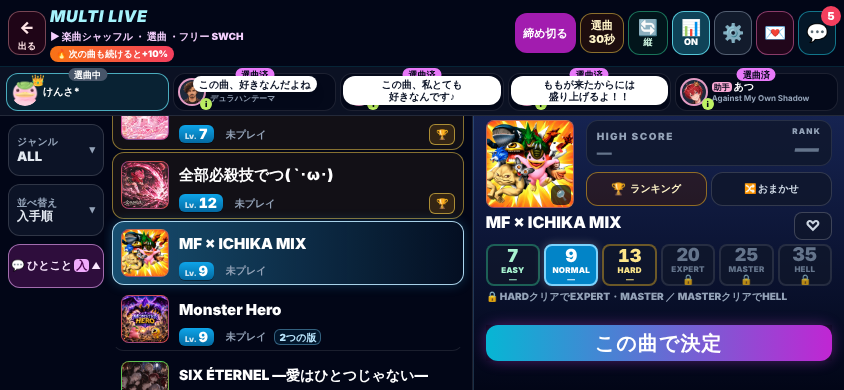 出る
MULTI LIVE
▶ 楽曲シャッフル ・ 選曲 ・フリー SWCH
🔥 次の曲も続けると+10%
締め切る
選曲
30秒
縦
ON
5
選曲中
けんさ*
選曲済
この曲、好きなんだよね
デュラハンテーマ
選曲済
この曲、私とても
好きなんです♪
選曲済
ももが来たからには
盛り上げるよ！！
選曲済
助手 あつ
Against My Own Shadow
ジャンル
ALL ▼
並べ替え
入手順 ▼
ひとこと 入 ▲
Lv. 7 未プレイ
全部必殺技でつ(｀･ω･)
Lv. 12 未プレイ
MF × ICHIKA MIX
Lv. 9 未プレイ
Monster Hero
Lv. 9 未プレイ 2つの版
SIX ÉTERNEL —愛はひとつじゃない—
HIGH SCORE
—
RANK
—
ランキング
おまかせ
MF × ICHIKA MIX
7
EASY
—
9
NORMAL
—
13
HARD
—
20
EXPERT
25
MASTER
35
HELL
🔒 HARDクリアでEXPERT・MASTER ／ MASTERクリアでHELL
この曲で決定